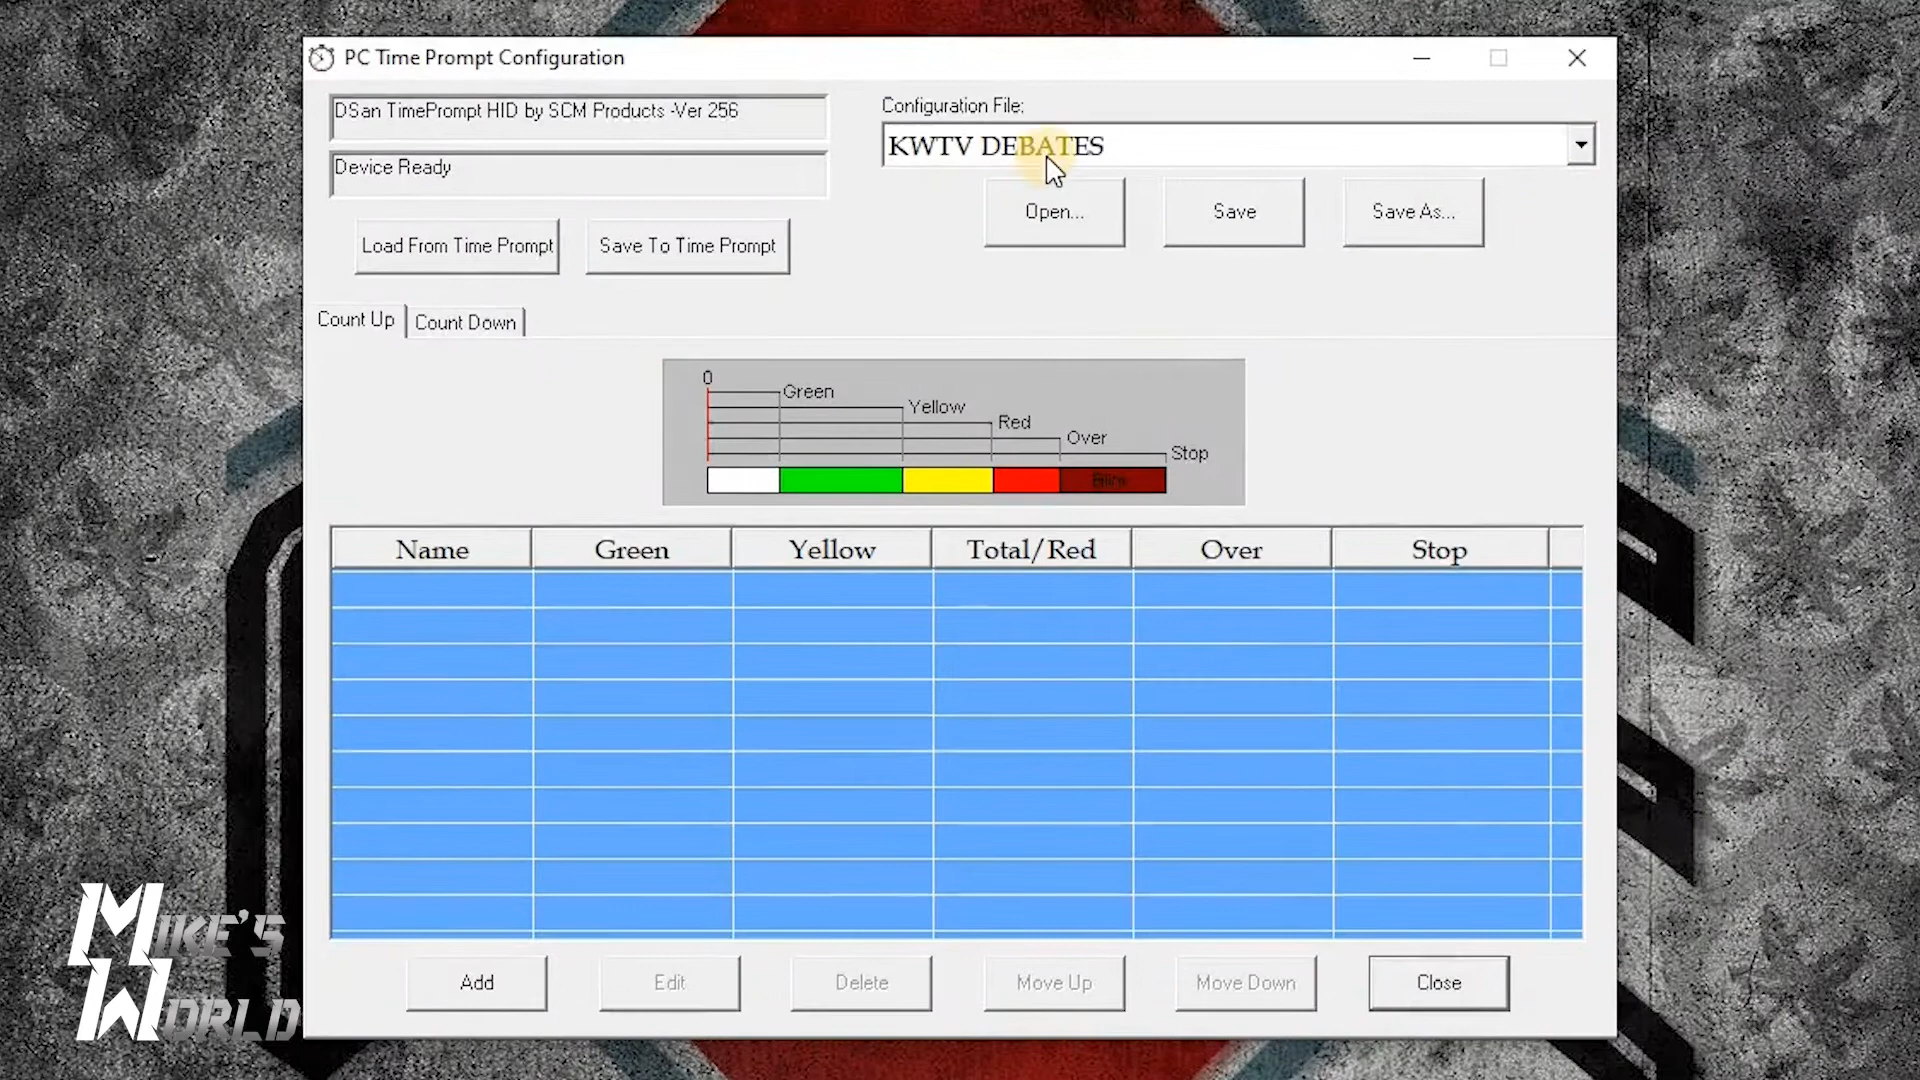 PC Time Prompt Configuration
DSan TimePrompt HID by SCM Products -Ver 256
Device Ready
Load From Time Prompt
Save To Time Prompt
Configuration File:
KWTV DEBATES
Open...
Save
Save As...
Count Up
Count Down
0
Green
Yellow
Red
Over
Stop
Name
Green
Yellow
Total/Red
Over
Stop
Add
Edit
Delete
Move Up
Move Down
Close
MIKE'S
WORLD